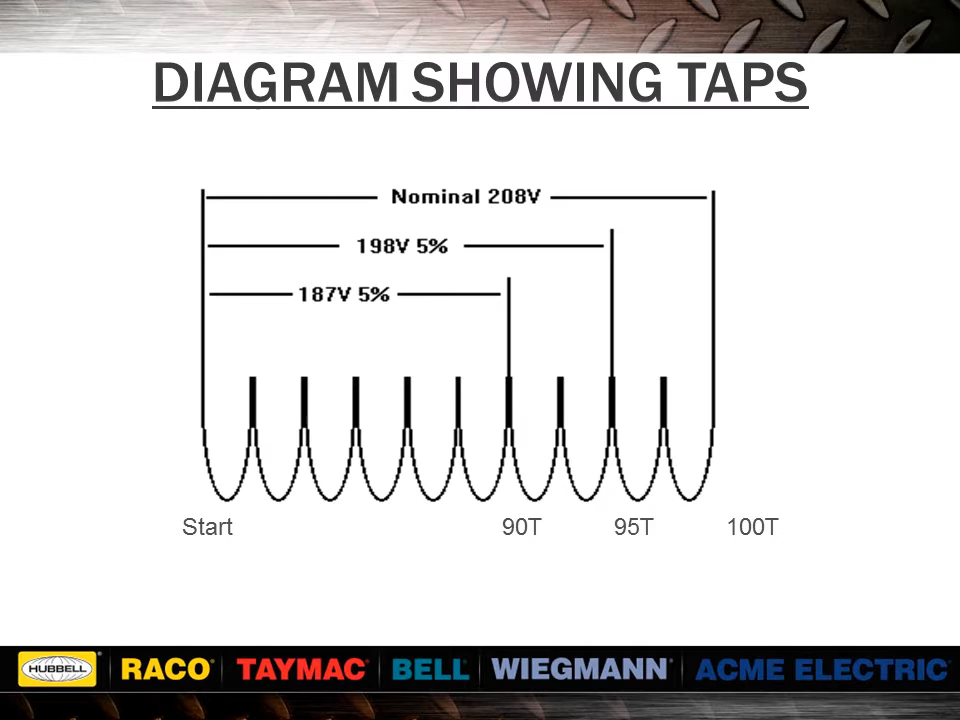 DIAGRAM SHOWING TAPS
Nominal 208V
198V 5%
187V 5%
Start 90T 95T 100T
HUBBELL® RACO® TAYMAC® BELL® WIEGMANN® ACME ELECTRIC®